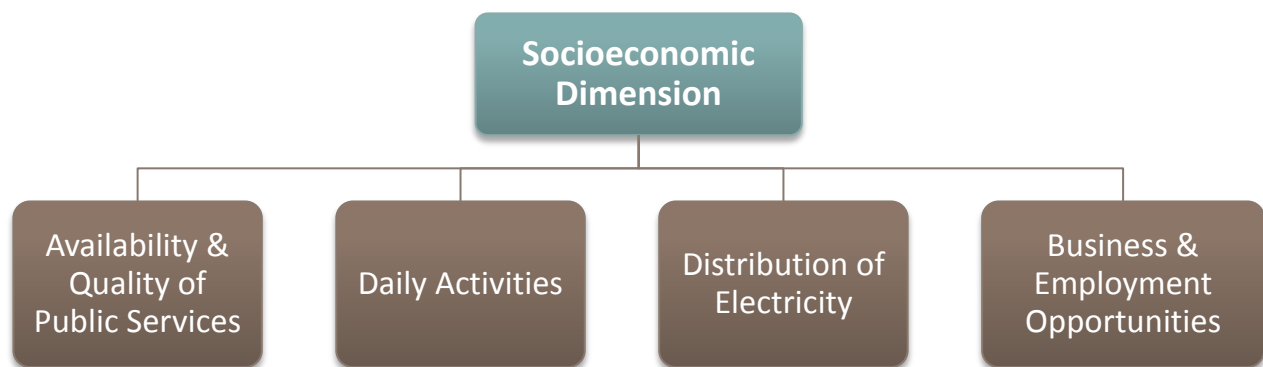 Socioeconomic
Dimension
Availability &
Quality of
Public Services
Daily Activities
Distribution of
Electricity
Business &
Employment
Opportunities